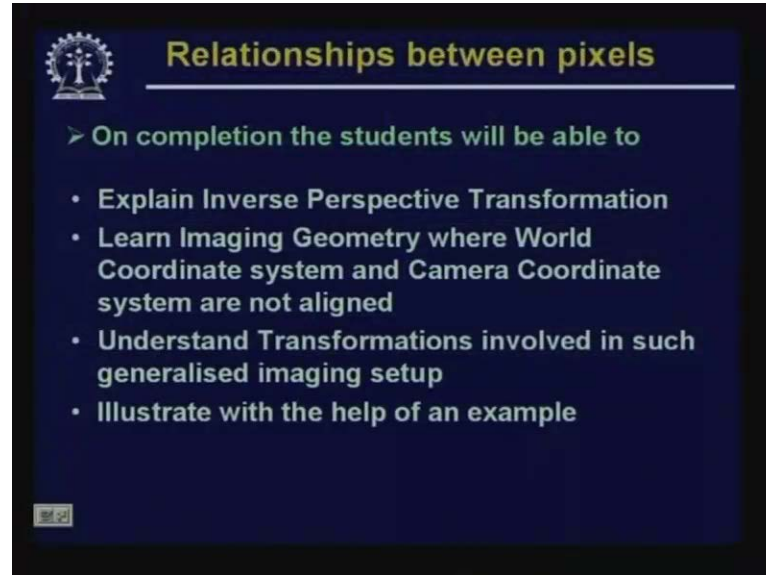 Relationships between pixels
➢ On completion the students will be able to
• Explain Inverse Perspective Transformation
• Learn Imaging Geometry where World
Coordinate system and Camera Coordinate
system are not aligned
• Understand Transformations involved in such
generalised imaging setup
• Illustrate with the help of an example